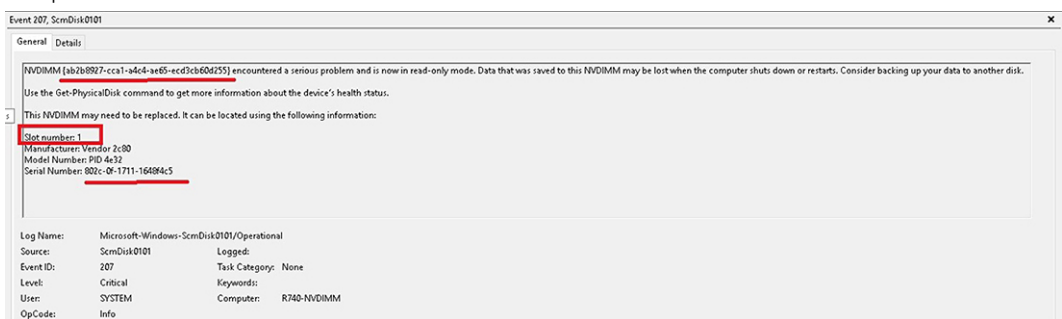 Event 207, ScmDisk0101
General Details
NVDIMM {ab2b8927-cca1-a4c4-ae65-ecd3cb60d255} encountered a serious problem and is now in read-only mode. Data that was saved to this NVDIMM may be lost when the computer shuts down or restarts. Consider backing up your data to another disk.
Use the Get-PhysicalDisk command to get more information about the device's health status.
This NVDIMM may need to be replaced. It can be located using the following information:
Slot number: 1
Manufacturer: Vendor 2c80
Model Number: PID 4e32
Serial Number: 802c-0f-1711-1648f4c5
Log Name: Microsoft-Windows-ScmDisk0101/Operational
Source: ScmDisk0101 Logged:
Event ID: 207 Task Category: None
Level: Critical Keywords:
User: SYSTEM Computer: R740-NVDIMM
OpCode: Info